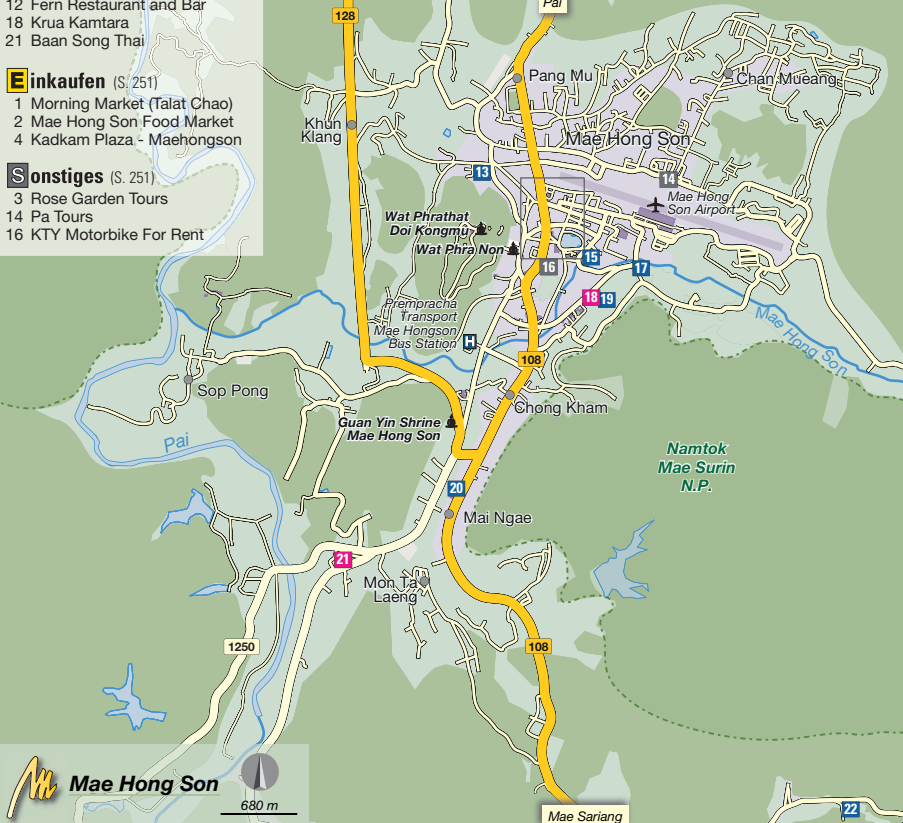 12 Fern Restaurant and Bar
18 Krua Kamtara
21 Baan Song Thai
Einkaufen (S. 251)
1 Morning Market (Talat Chao)
2 Mae Hong Son Food Market
4 Kadkam Plaza - Maehongson
Sonstiges (S. 251)
3 Rose Garden Tours
14 Pa Tours
16 KTY Motorbike For Rent
Pai
128
Pang Mu
Chan Mueang
Khun
Klang
Mae Hong Son
13
14
Mae Hong
Son Airport
Wat Phrathat
Doi Kongmu
Wat Phra Non
15
16
17
18
19
Prempracha
Transport
Mae Hongson
Bus Station
H
Mae Hong Son
108
Sop Pong
Chong Kham
Guan Yin Shrine
Mae Hong Son
Pai
Namtok
Mae Surin
N.P.
20
Mai Ngae
21
Mon Ta
Laeng
1250
108
Mae Hong Son
680 m
Mae Sariang
22